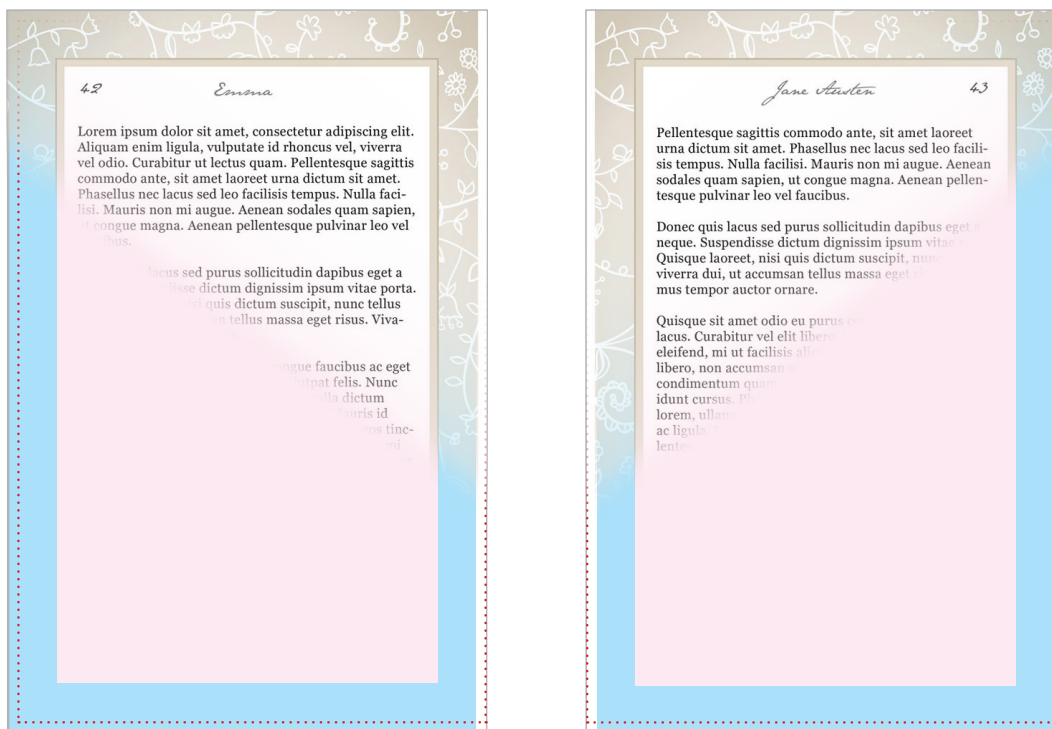 42 Emma
Lorem ipsum dolor sit amet, consectetur adipiscing elit.
Aliquam enim ligula, vulputate id rhoncus vel, viverra
vel odio. Curabitur ut lectus quam. Pellentesque sagittis
commodo ante, sit amet laoreet urna dictum sit amet.
Phasellus nec lacus sed leo facilisis tempus. Nulla faci-
lisi. Mauris non mi augue. Aenean sodales quam sapien,
ut congue magna. Aenean pellentesque pulvinar leo vel
lacus sed purus sollicitudin dapibus eget a
dictum dignissim ipsum vitae porta.
quis dictum suscipit, nunc tellus
tellus massa eget risus. Viva-
faucibus ac eget
felis. Nunc
dictum
id
tinc-
mi
Jane Austen 43
Pellentesque sagittis commodo ante, sit amet laoreet
urna dictum sit amet. Phasellus nec lacus sed leo facili-
sis tempus. Nulla facilisi. Mauris non mi augue. Aenean
sodales quam sapien, ut congue magna. Aenean pellen-
tesque pulvinar leo vel faucibus.
Donec quis lacus sed purus sollicitudin dapibus eget
neque. Suspendisse dictum dignissim ipsum vitae
Quisque laoreet, nisi quis dictum suscipit,
viverra dui, ut accumsan tellus massa eget
mus tempor auctor ornare.
Quisque sit amet odio eu purus
lacus. Curabitur vel elit libero
eleifend, mi ut facilisis
libero, non accumsan
condimentum quam
idunt cursus.
lorem,
ac ligula.